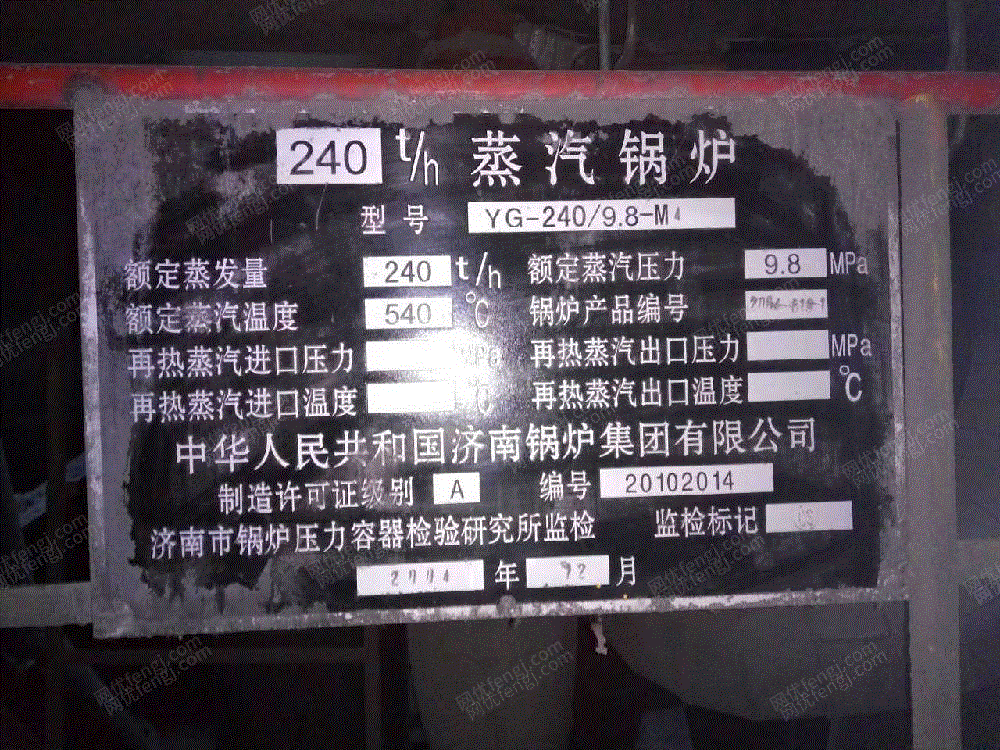 240 t/h 蒸汽锅炉
型号 YG-240/9.8-M4
额定蒸发量 240 t/h 额定蒸汽压力 9.8 MPa
额定蒸汽温度 540 ℃ 锅炉产品编号
再热蒸汽进口压力 MPa 再热蒸汽出口压力 MPa
再热蒸汽进口温度 ℃ 再热蒸汽出口温度 ℃
中华人民共和国济南锅炉集团有限公司
制造许可证级别 A 编号 20102014
济南市锅炉压力容器检验研究所监检 监检标记
年 月